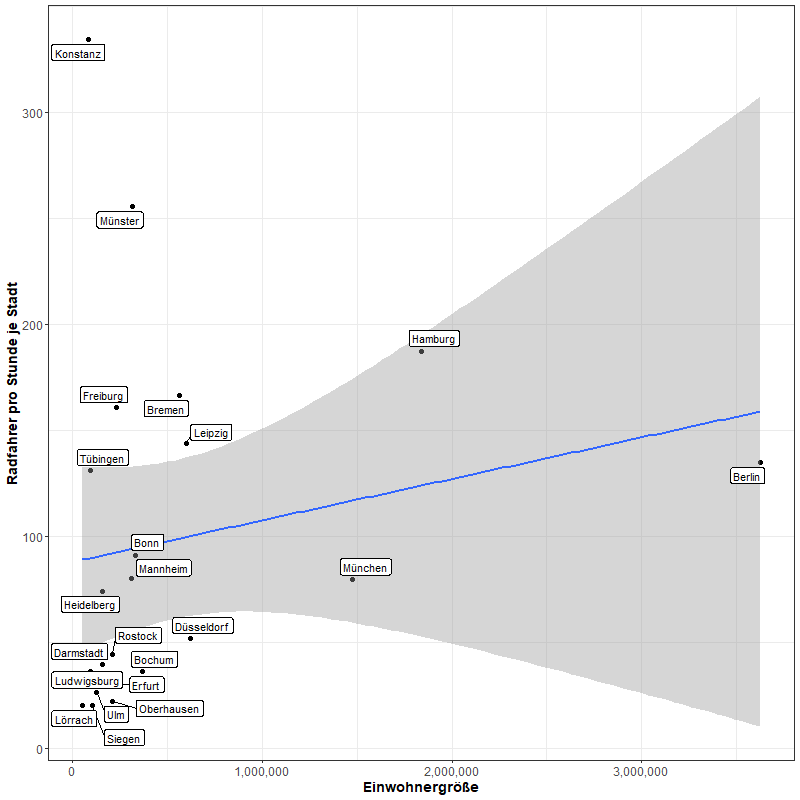 Konstanz
300
Münster
200
Hamburg
Freiburg
Bremen
Leipzig
Tübingen
Berlin
100
Bonn
Mannheim
München
Heidelberg
Düsseldorf
Rostock
Darmstadt
Bochum
Ludwigsburg
Erfurt
Oberhausen
Ulm
Lörrach
Siegen
0
Radfahrer pro Stunde je Stadt
0
1,000,000
2,000,000
3,000,000
Einwohnergröße